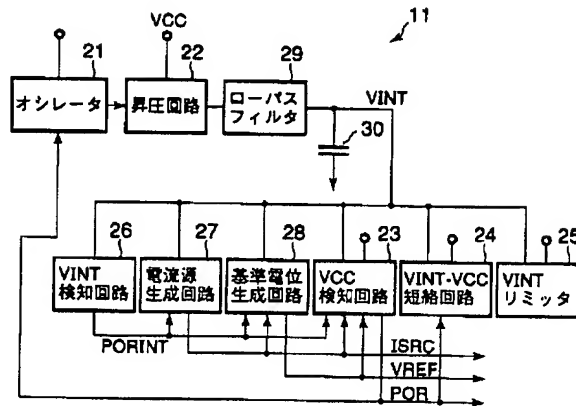 11
21
VCC
22
29
オシレータ
昇圧回路
ローパス
フィルタ
VINT
30
26
27
28
23
24
25
VINT
検知回路
電流源
生成回路
基準電位
生成回路
VCC
検知回路
VINT-VCC
短絡回路
VINT
リミッタ
PORINT
ISRC
VREF
POR